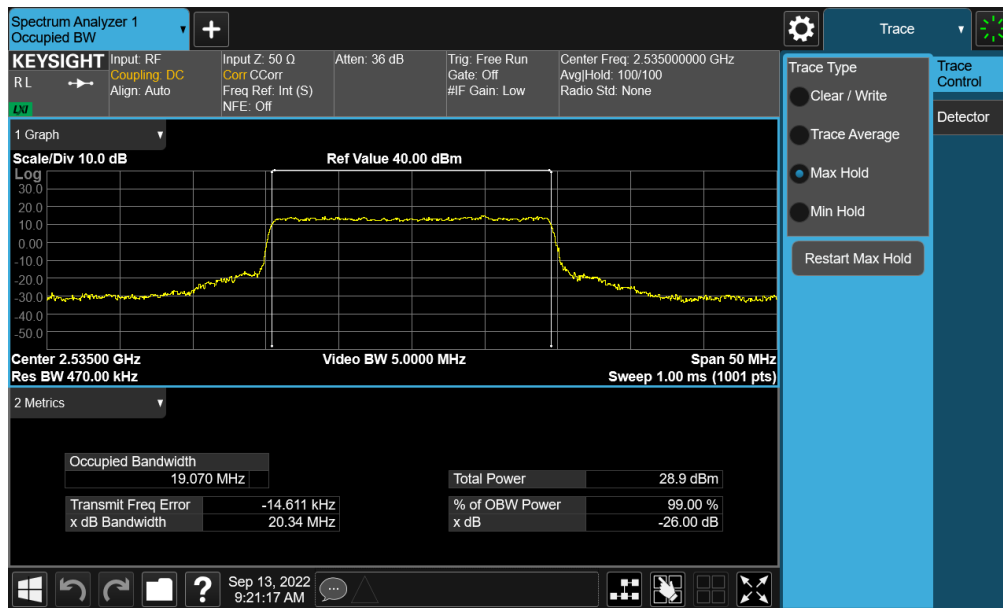 Spectrum Analyzer 1
Occupied BW
Trace
KEYSIGHT
R L
LXI
Input: RF
Coupling: DC
Align: Auto
Input Z: 50 Ω
Corr CCorr
Freq Ref: Int (S)
NFE: Off
Atten: 36 dB
Trig: Free Run
Gate: Off
#IF Gain: Low
Center Freq: 2.535000000 GHz
Avg|Hold: 100/100
Radio Std: None
Trace Type
Clear / Write
Trace Average
Max Hold
Min Hold
Restart Max Hold
Trace
Control
Detector
1 Graph
Scale/Div 10.0 dB
Ref Value 40.00 dBm
Log
30.0
20.0
10.0
0.00
-10.0
-20.0
-30.0
-40.0
-50.0
Center 2.53500 GHz
Video BW 5.0000 MHz
Span 50 MHz
Res BW 470.00 kHz
Sweep 1.00 ms (1001 pts)
2 Metrics
Occupied Bandwidth
19.070 MHz
Total Power 28.9 dBm
Transmit Freq Error -14.611 kHz
% of OBW Power 99.00 %
x dB Bandwidth 20.34 MHz
x dB -26.00 dB
?
Sep 13, 2022
9:21:17 AM